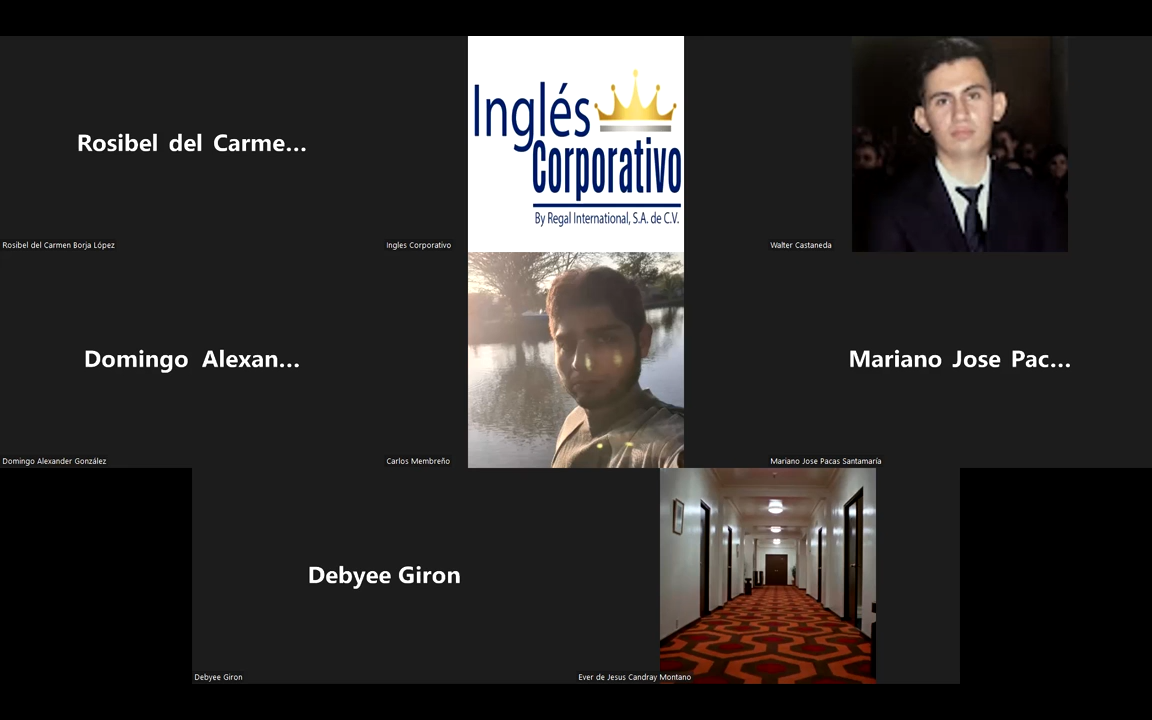 Rosibel del Carme...
Rosibel del Carmen Borja López
Inglés
Corporativo
By Regal International, S.A. de C.V.
Ingles Corporativo
Walter Castaneda
Domingo Alexan...
Domingo Alexander González
Carlos Membreño
Mariano Jose Pac...
Mariano Jose Pacas Santamaría
Debyee Giron
Debyee Giron
Ever de Jesus Candray Montano